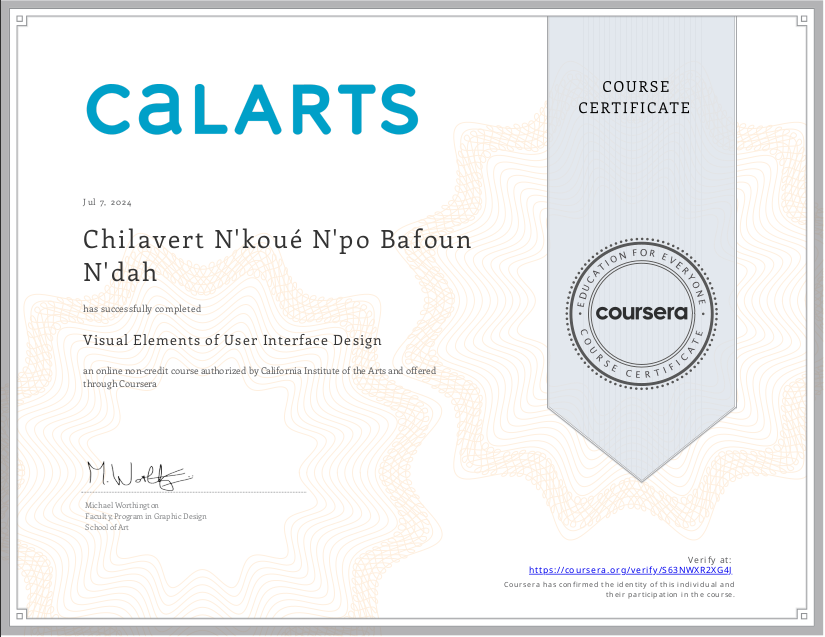 CALARTS
COURSE
CERTIFICATE
Jul 7, 2024
Chilavert N'koué N'po Bafoun
N'dah
has successfully completed
Visual Elements of User Interface Design
an online non-credit course authorized by California Institute of the Arts and offered
through Coursera
EDUCATION FOR EVERYONE
coursera
COURSE CERTIFICATE
M.Wort
Michael Worthington
Faculty, Program in Graphic Design
School of Art
Verify at:
https://coursera.org/verify/S63NWXR2XG4J
Coursera has confirmed the identity of this individual and
their participation in the course.